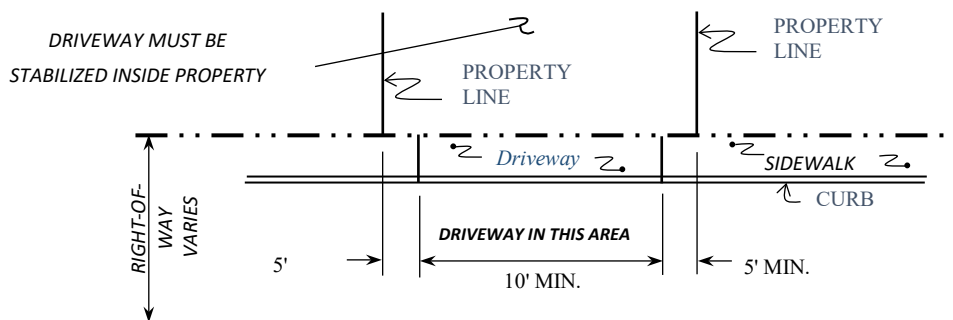 DRIVEWAY MUST BE
STABILIZED INSIDE PROPERTY
PROPERTY
LINE
PROPERTY
LINE
Driveway
SIDEWALK
CURB
RIGHT-OF-
WAY
VARIES
DRIVEWAY IN THIS AREA
5'
10' MIN.
5' MIN.